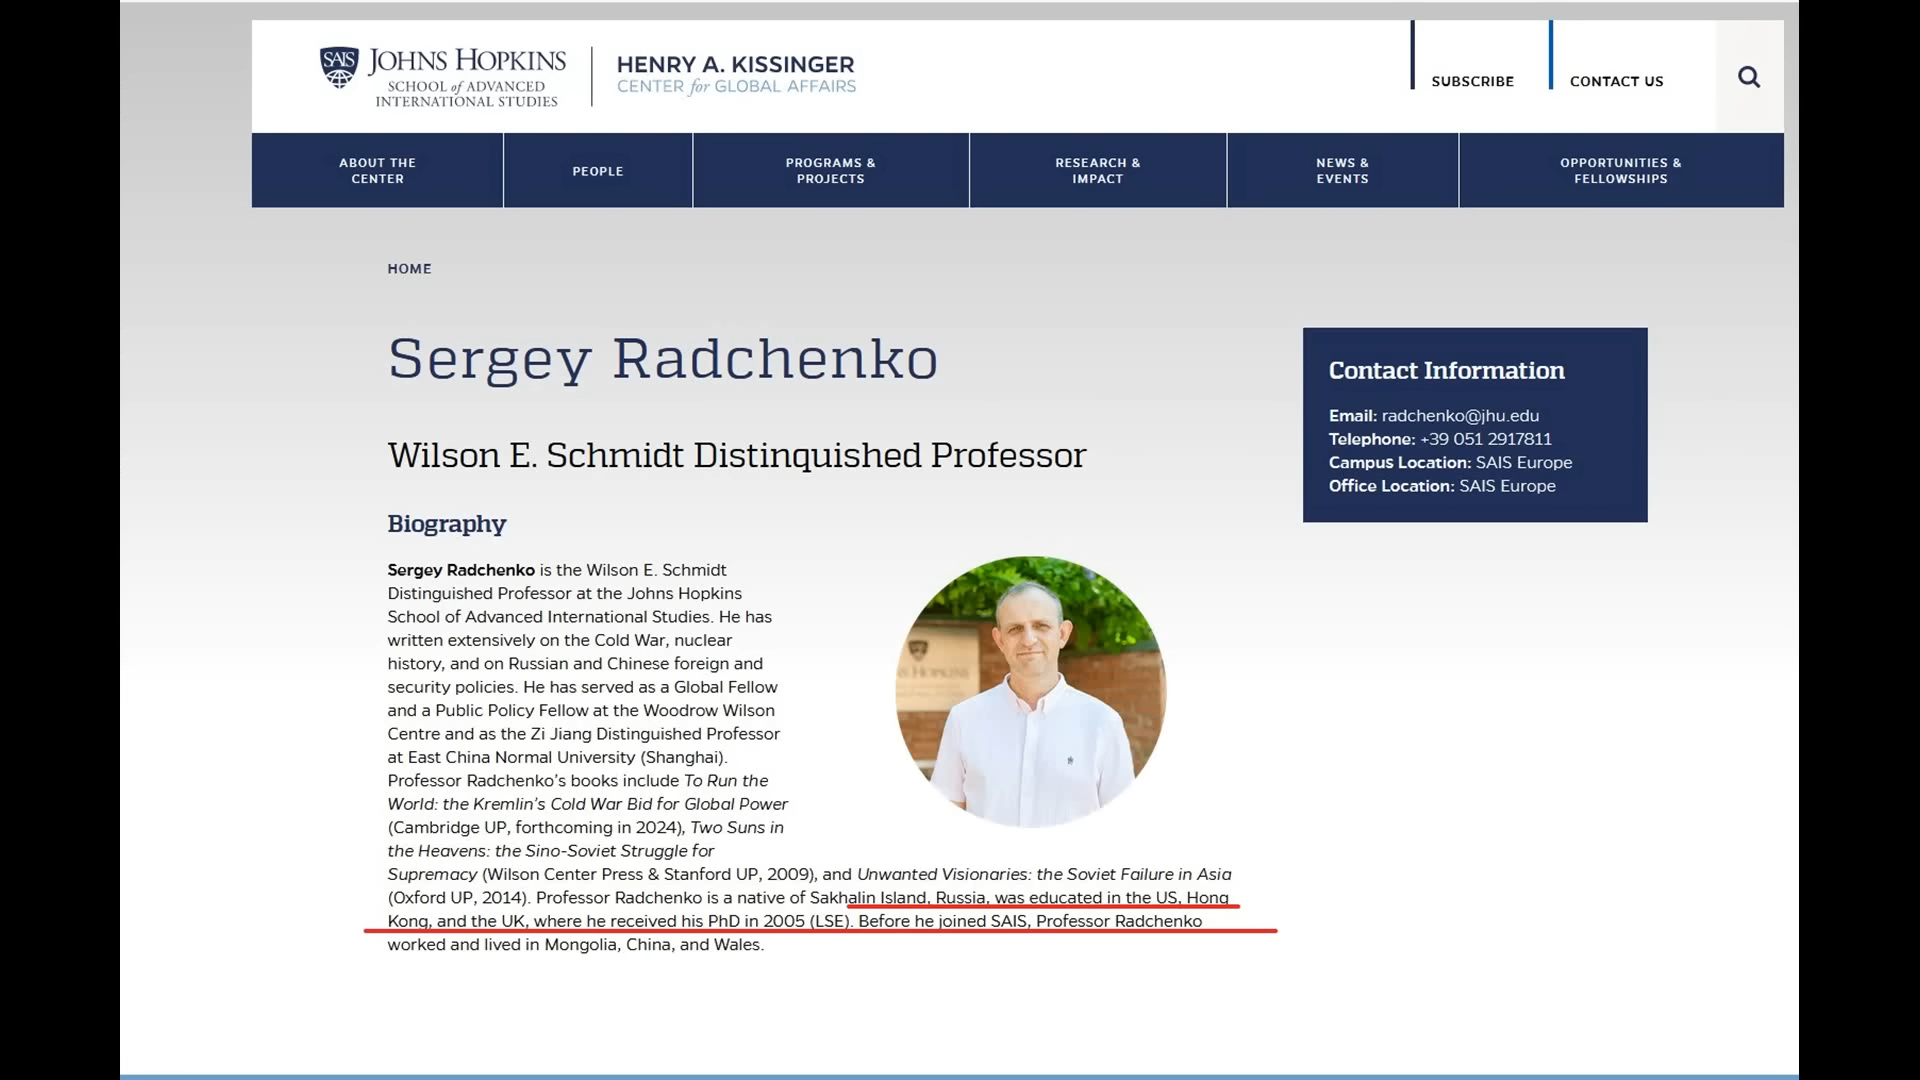 SAIS
JOHNS HOPKINS
SCHOOL of ADVANCED
INTERNATIONAL STUDIES
HENRY A. KISSINGER
CENTER for GLOBAL AFFAIRS
SUBSCRIBE
CONTACT US
ABOUT THE
CENTER
PEOPLE
PROGRAMS &
PROJECTS
RESEARCH &
IMPACT
NEWS &
EVENTS
OPPORTUNITIES &
FELLOWSHIPS
HOME
Sergey Radchenko
Wilson E. Schmidt Distinquished Professor
Biography
Sergey Radchenko is the Wilson E. Schmidt
Distinguished Professor at the Johns Hopkins
School of Advanced International Studies. He has
written extensively on the Cold War, nuclear
history, and on Russian and Chinese foreign and
security policies. He has served as a Global Fellow
and a Public Policy Fellow at the Woodrow Wilson
Centre and as the Zi Jiang Distinguished Professor
at East China Normal University (Shanghai).
Professor Radchenko's books include To Run the
World: the Kremlin's Cold War Bid for Global Power
(Cambridge UP, forthcoming in 2024), Two Suns in
the Heavens: the Sino-Soviet Struggle for
Supremacy (Wilson Center Press & Stanford UP, 2009), and Unwanted Visionaries: the Soviet Failure in Asia
(Oxford UP, 2014). Professor Radchenko is a native of Sakhalin Island, Russia, was educated in the US, Hong
Kong, and the UK, where he received his PhD in 2005 (LSE). Before he joined SAIS, Professor Radchenko
worked and lived in Mongolia, China, and Wales.
Contact Information
Email: radchenko@jhu.edu
Telephone: +39 051 2917811
Campus Location: SAIS Europe
Office Location: SAIS Europe